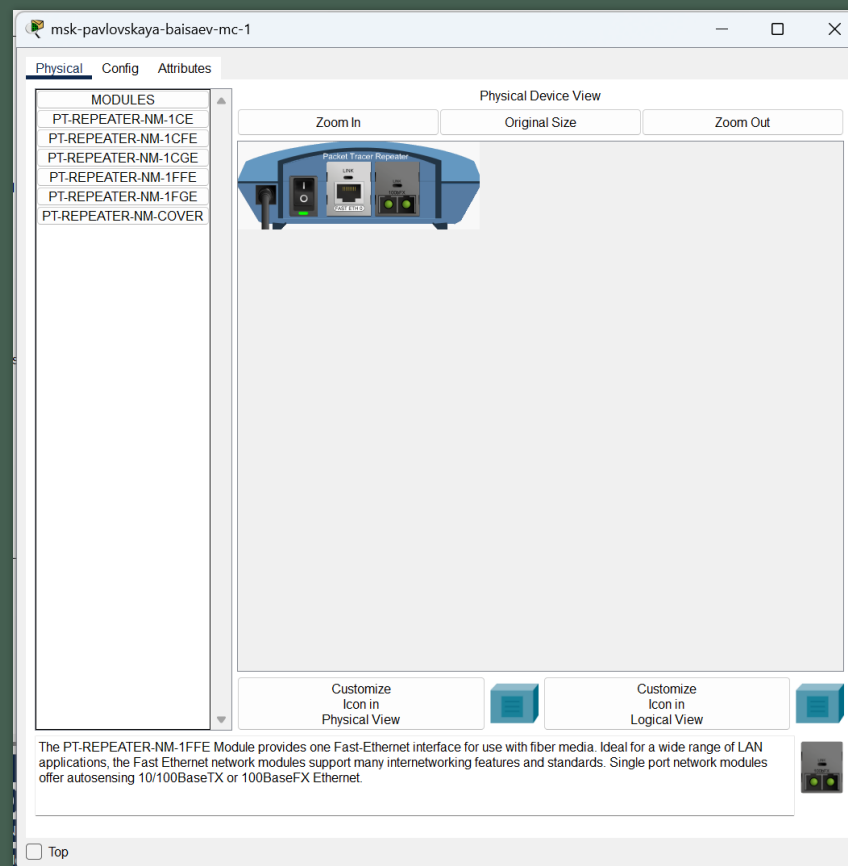 msk-pavlovskaya-baisaev-mc-1
Physical Config Attributes
MODULES
PT-REPEATER-NM-1CE
PT-REPEATER-NM-1CFE
PT-REPEATER-NM-1CGE
PT-REPEATER-NM-1FFE
PT-REPEATER-NM-1FGE
PT-REPEATER-NM-COVER
Physical Device View
Zoom In Original Size Zoom Out
Packet Tracer Repeater
LINK
LINK
100FX
FAST ETH 0
Customize
Icon in
Physical View
Customize
Icon in
Logical View
The PT-REPEATER-NM-1FFE Module provides one Fast-Ethernet interface for use with fiber media. Ideal for a wide range of LAN
applications, the Fast Ethernet network modules support many internetworking features and standards. Single port network modules
offer autosensing 10/100BaseTX or 100BaseFX Ethernet.
Top